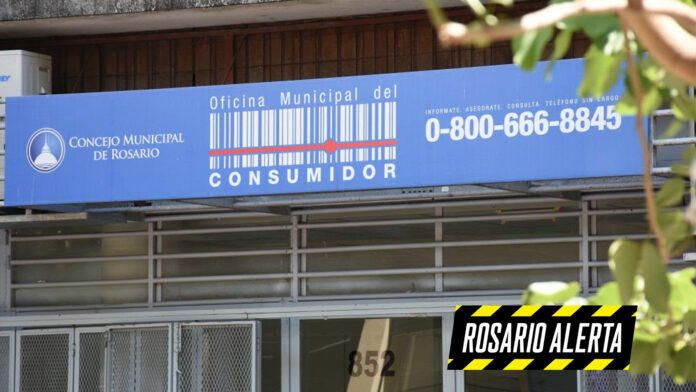 CONCEJO MUNICIPAL
DE ROSARIO
Oficina Municipal del
CONSUMIDOR
INFORMATE. ASESORATE. CONSULTA. TELÉFONO SIN CARGO
0-800-666-8845
852
ROSARIO ALERTA